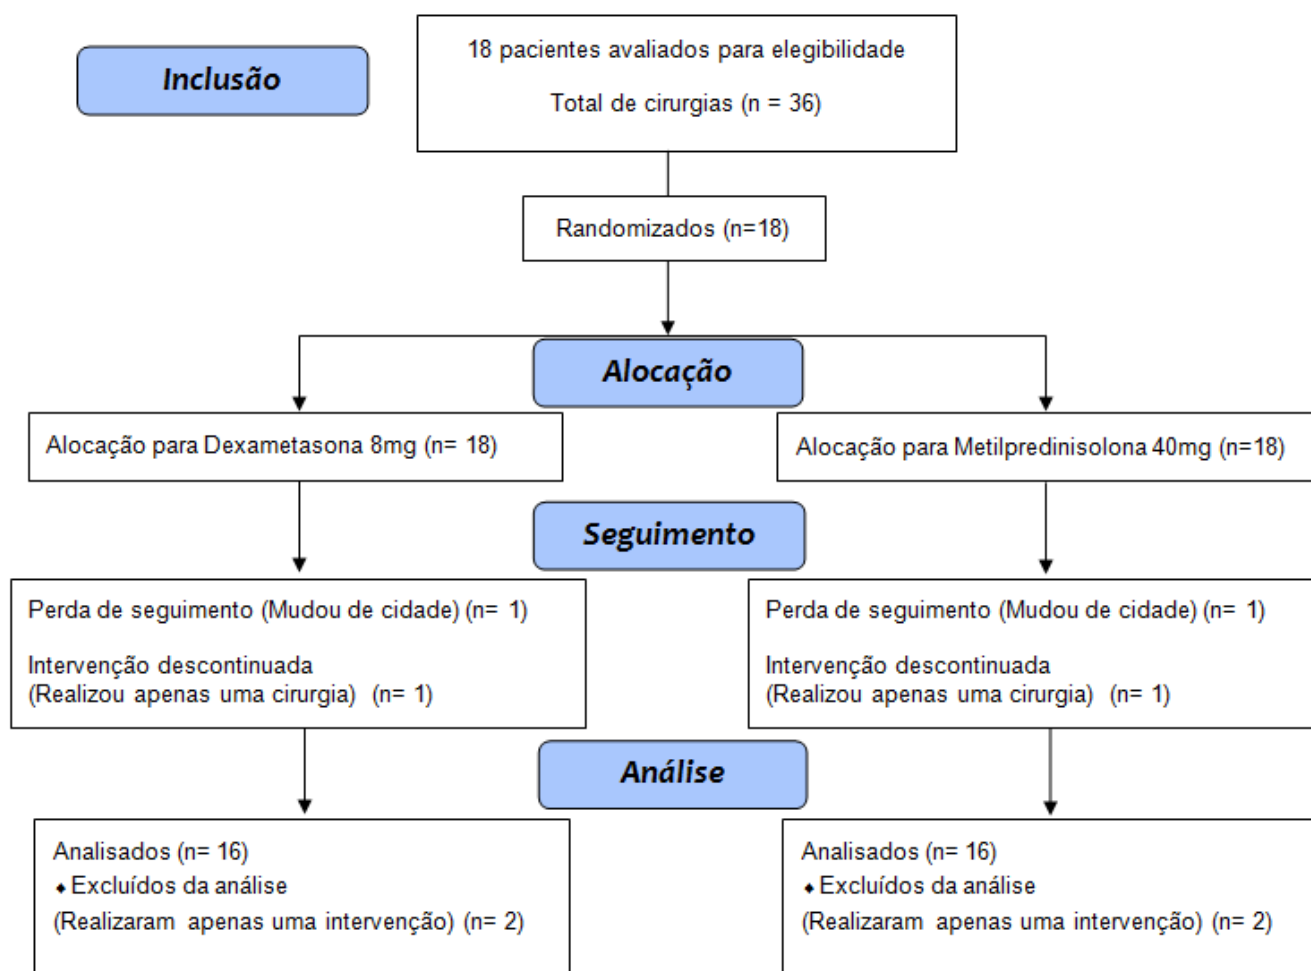 Inclusão
18 pacientes avaliados para elegibilidade
Total de cirurgias (n = 36)
Randomizados (n=18)
Alocação
Alocação para Dexametasona 8mg (n= 18)
Alocação para Metilpredinisolona 40mg (n=18)
Seguimento
Perda de seguimento (Mudou de cidade) (n= 1)
Intervenção descontinuada
(Realizou apenas uma cirurgia) (n= 1)
Perda de seguimento (Mudou de cidade) (n= 1)
Intervenção descontinuada
(Realizou apenas uma cirurgia) (n= 1)
Análise
Analisados (n= 16)
⬥ Excluídos da análise
(Realizaram apenas uma intervenção) (n= 2)
Analisados (n= 16)
⬥ Excluídos da análise
(Realizaram apenas uma intervenção) (n= 2)